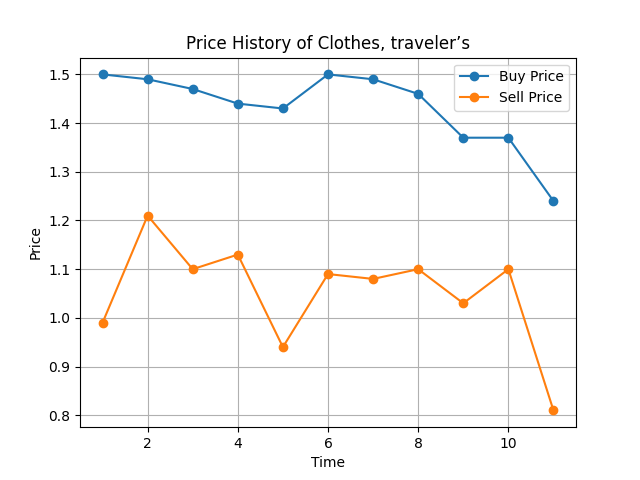 Price History of Clothes, traveler’s
Buy Price
Sell Price
1.5
1.4
1.3
1.2
1.1
1.0
0.9
0.8
Price
2 4 6 8 10
Time